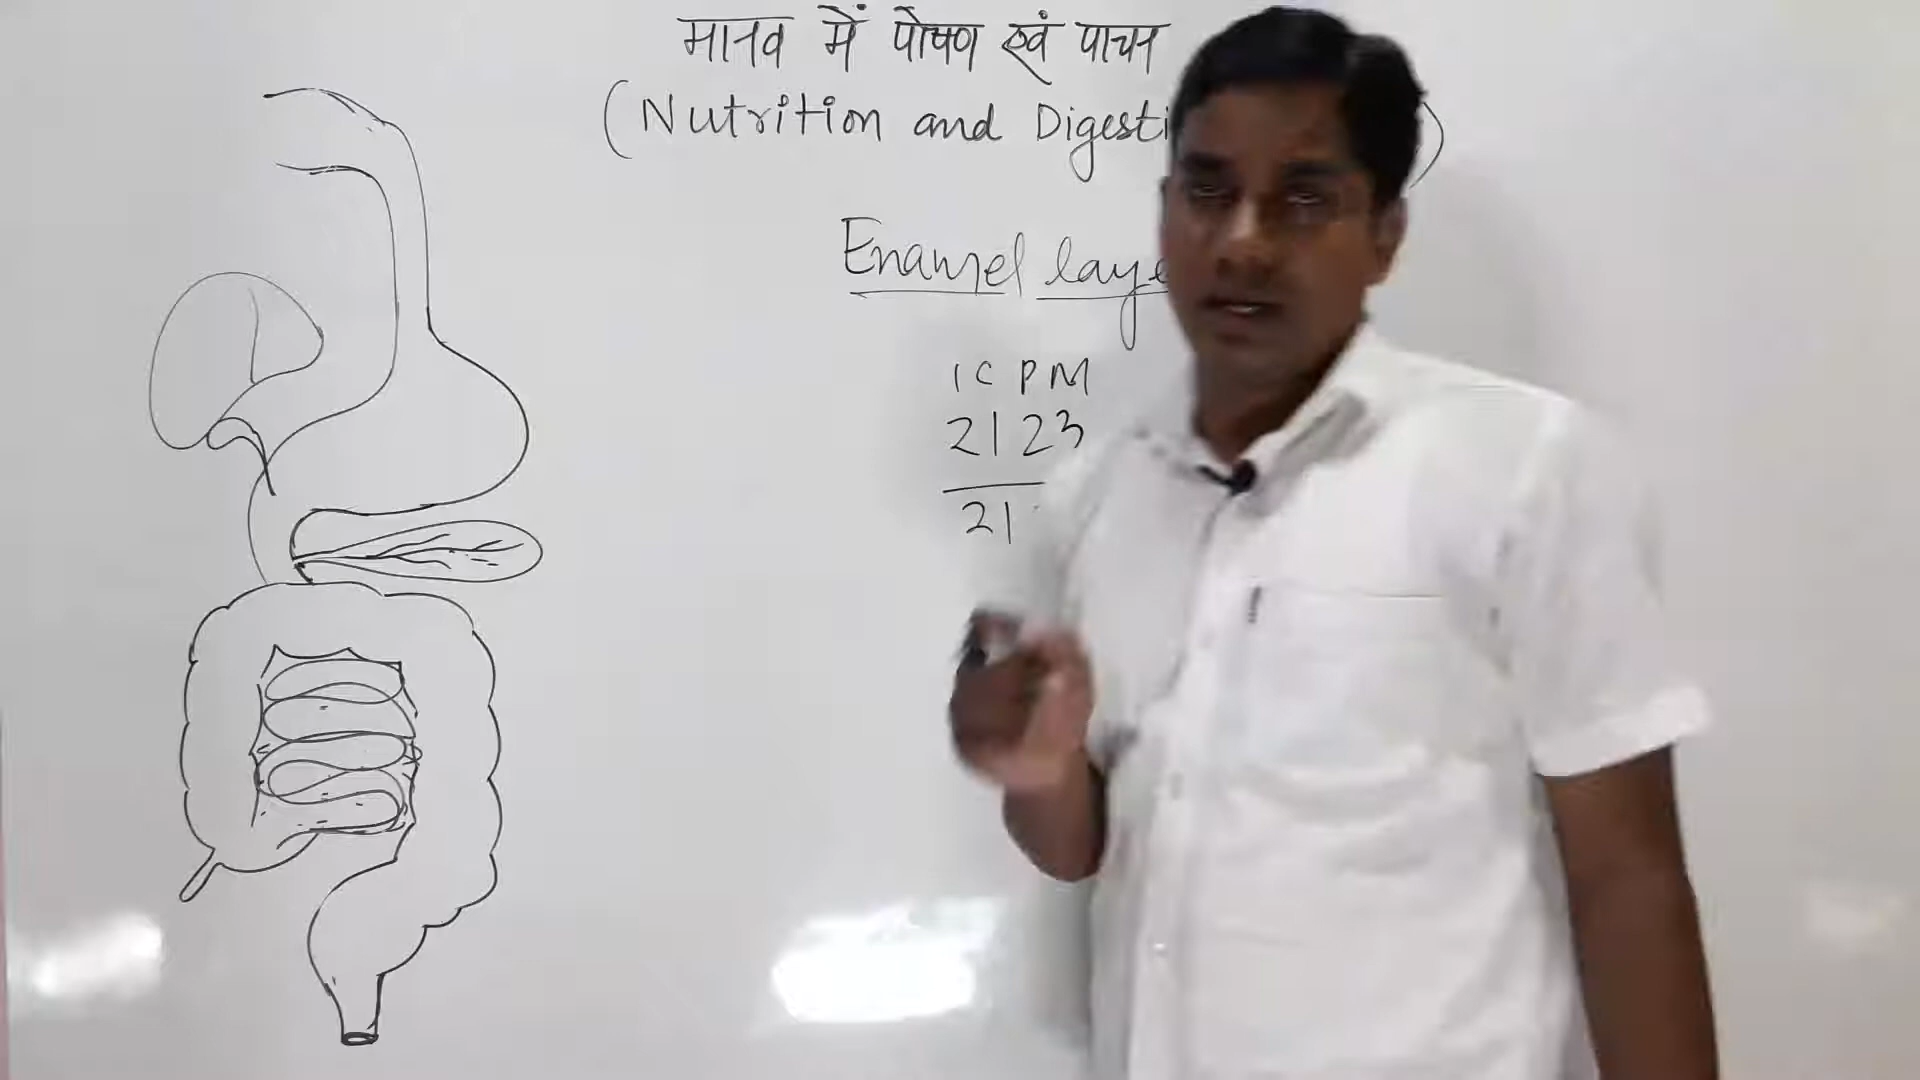 मानव में पोषण एवं पाचन
(Nutrition and Digesti )
Enamel laye
I C P M
2 1 2 3
2 1